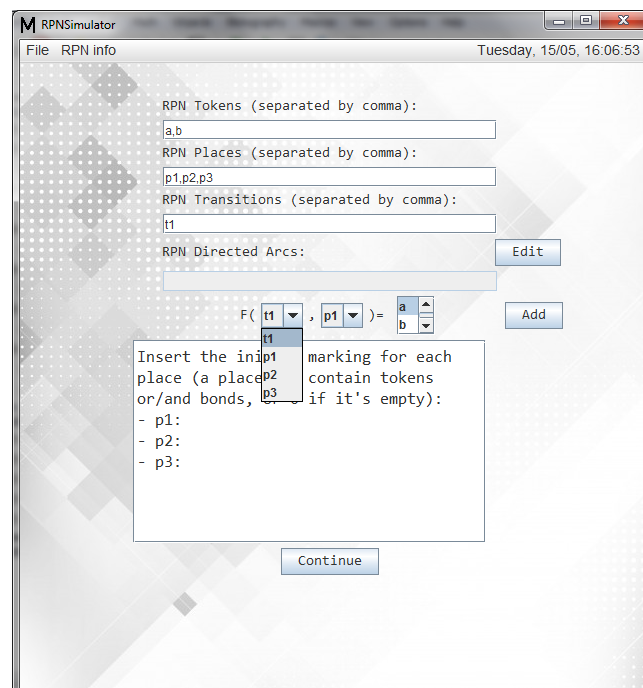 RPNSimulator
File RPN info Tuesday, 15/05, 16:06:53
RPN Tokens (separated by comma):
a,b
RPN Places (separated by comma):
p1,p2,p3
RPN Transitions (separated by comma):
t1
RPN Directed Arcs: Edit
F( t1 , p1 )= a b Add
t1
p1
p2
p3
Insert the ini marking for each
place (a place contain tokens
or/and bonds, if it's empty):
- p1:
- p2:
- p3:
Continue